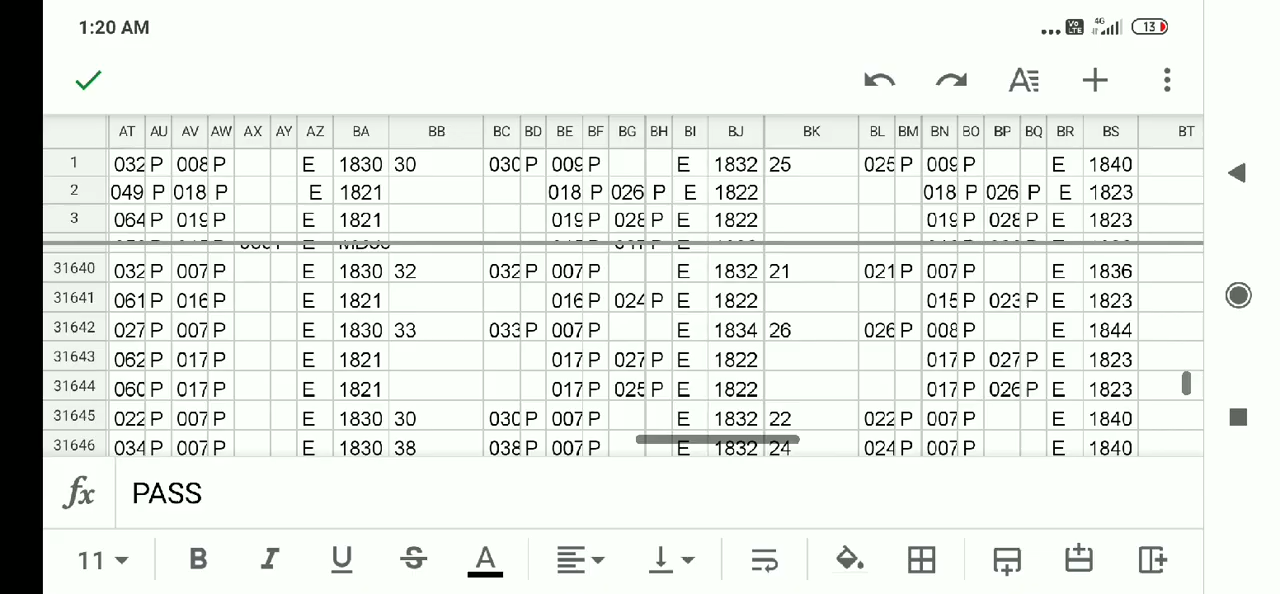 1:20 AM 4G 13
AT AU AV AW AX AY AZ BA BB BC BD BE BF BG BH BI BJ BK BL BM BN BO BP BQ BR BS BT
1 032 P 008 P E 1830 30 030 P 009 P E 1832 25 025 P 009 P E 1840
2 049 P 018 P E 1821 018 P 026 P E 1822 018 P 026 P E 1823
3 064 P 019 P E 1821 019 P 028 P E 1822 019 P 028 P E 1823
31640 032 P 007 P E 1830 32 032 P 007 P E 1832 21 021 P 007 P E 1836
31641 061 P 016 P E 1821 016 P 024 P E 1822 015 P 023 P E 1823
31642 027 P 007 P E 1830 33 033 P 007 P E 1834 26 026 P 008 P E 1844
31643 062 P 017 P E 1821 017 P 027 P E 1822 017 P 027 P E 1823
31644 060 P 017 P E 1821 017 P 025 P E 1822 017 P 026 P E 1823
31645 022 P 007 P E 1830 30 030 P 007 P E 1832 22 022 P 007 P E 1840
31646 034 P 007 P E 1830 38 038 P 007 P E 1832 24 024 P 007 P E 1840
fx PASS
11 B I U S A